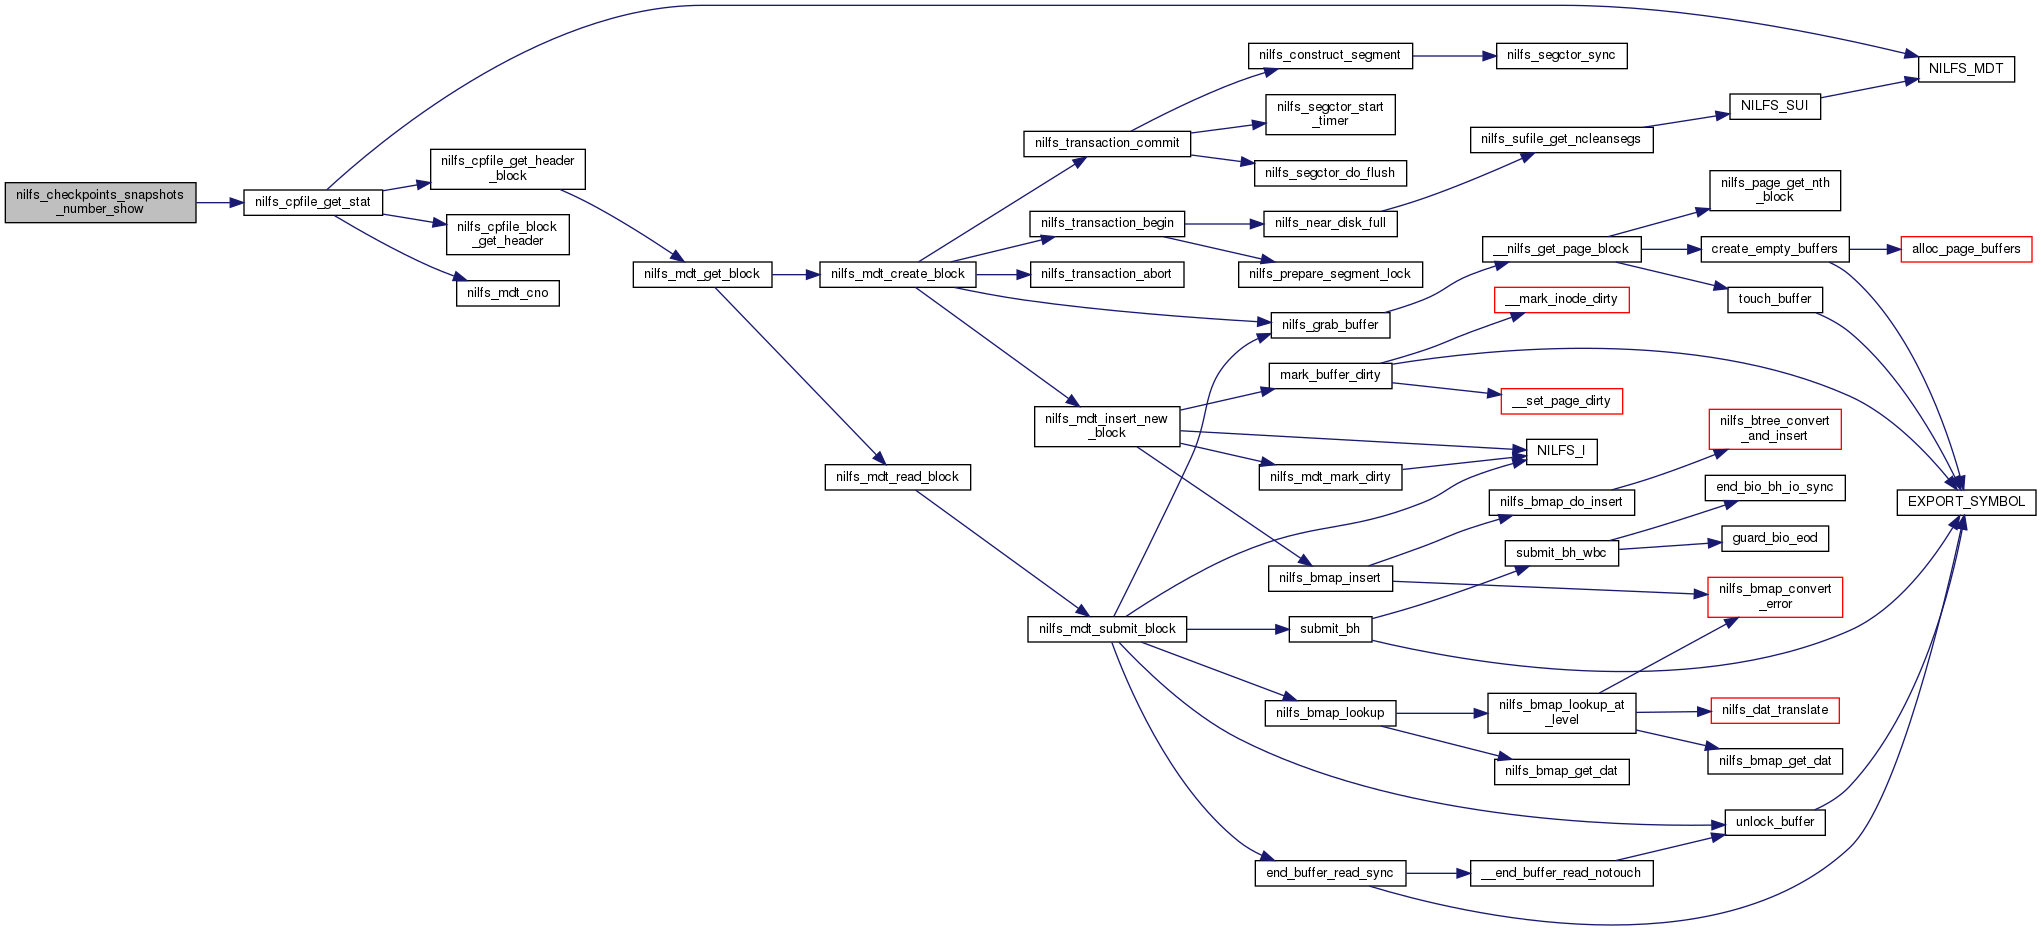 nilfs_checkpoints_snapshots
_number_show
nilfs_cpfile_get_stat
nilfs_cpfile_get_header
_block
nilfs_cpfile_block
_get_header
nilfs_mdt_cno
nilfs_mdt_get_block
nilfs_mdt_create_block
nilfs_mdt_read_block
nilfs_transaction_commit
nilfs_transaction_begin
nilfs_transaction_abort
nilfs_mdt_insert_new
_block
nilfs_mdt_submit_block
nilfs_construct_segment
nilfs_segctor_start
_timer
nilfs_segctor_do_flush
nilfs_near_disk_full
nilfs_prepare_segment_lock
nilfs_grab_buffer
mark_buffer_dirty
nilfs_mdt_mark_dirty
nilfs_bmap_insert
submit_bh
nilfs_bmap_lookup
end_buffer_read_sync
nilfs_segctor_sync
nilfs_sufile_get_ncleansegs
__nilfs_get_page_block
__mark_inode_dirty
__set_page_dirty
NILFS_I
nilfs_bmap_do_insert
submit_bh_wbc
nilfs_bmap_lookup_at
_level
nilfs_bmap_get_dat
__end_buffer_read_notouch
NILFS_SUI
nilfs_page_get_nth
_block
create_empty_buffers
touch_buffer
nilfs_btree_convert
_and_insert
end_bio_bh_io_sync
guard_bio_eod
nilfs_bmap_convert
_error
nilfs_dat_translate
nilfs_bmap_get_dat
unlock_buffer
NILFS_MDT
alloc_page_buffers
EXPORT_SYMBOL